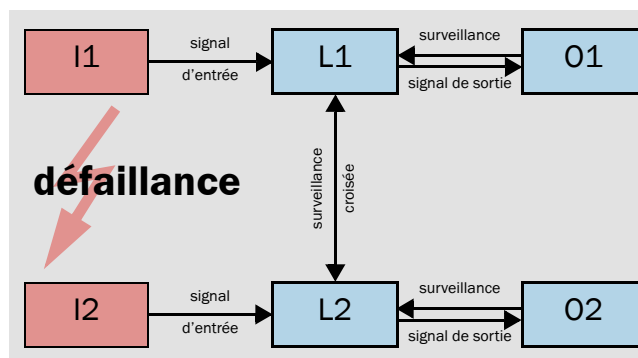 I1
signal
d'entrée
L1
surveillance
signal de sortie
O1
défaillance
surveillance
croisée
I2
signal
d'entrée
L2
surveillance
signal de sortie
O2